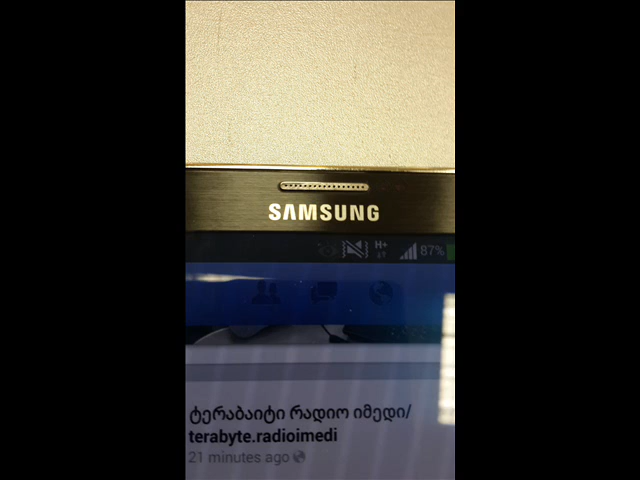 SAMSUNG
H+ 87%
ტერაბაიტი რადიო იმედი/
terabyte.radioimedi
21 minutes ago